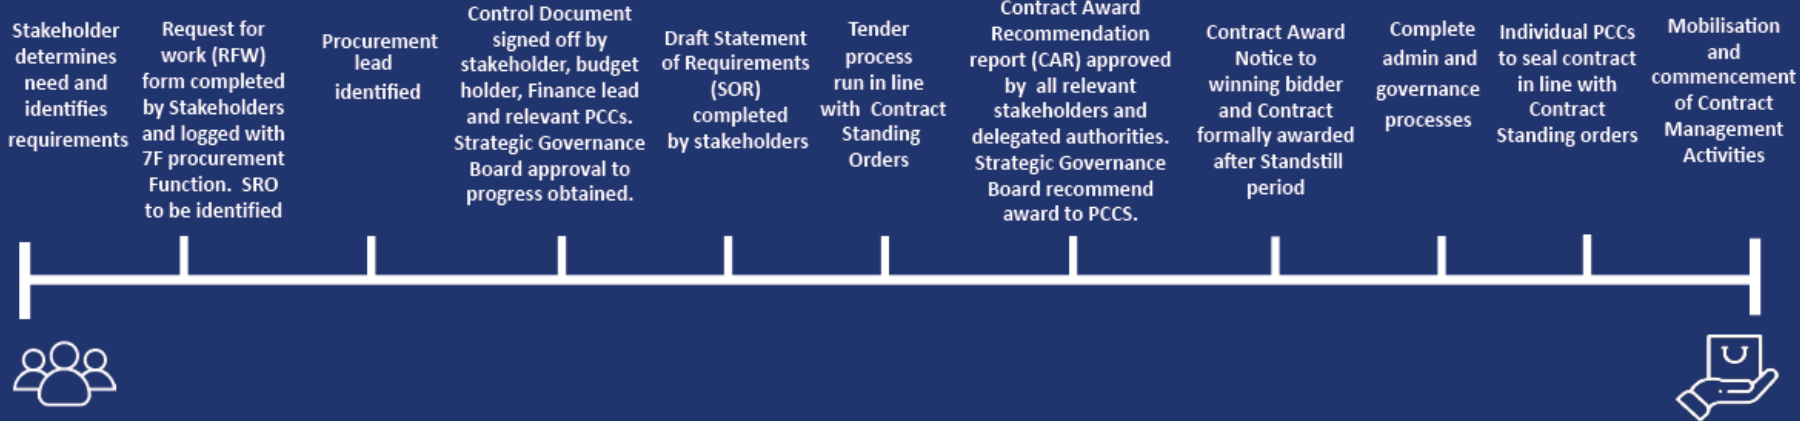 Stakeholder
determines
need and
identifies
requirements
Request for
work (RFW)
form completed
by Stakeholders
and logged with
7F procurement
Function. SRO
to be identified
Procurement
lead
identified
Control Document
signed off by
stakeholder, budget
holder, Finance lead
and relevant PCCs.
Strategic Governance
Board approval to
progress obtained.
Draft Statement
of Requirements
(SOR)
completed
by stakeholders
Tender
process
run in line
with Contract
Standing
Orders
Contract Award
Recommendation
report (CAR) approved
by all relevant
stakeholders and
delegated authorities.
Strategic Governance
Board recommend
award to PCCS.
Contract Award
Notice to
winning bidder
and Contract
formally awarded
after Standstill
period
Complete
admin and
governance
processes
Individual PCCs
to seal contract
in line with
Contract
Standing orders
Mobilisation
and
commencement
of Contract
Management
Activities